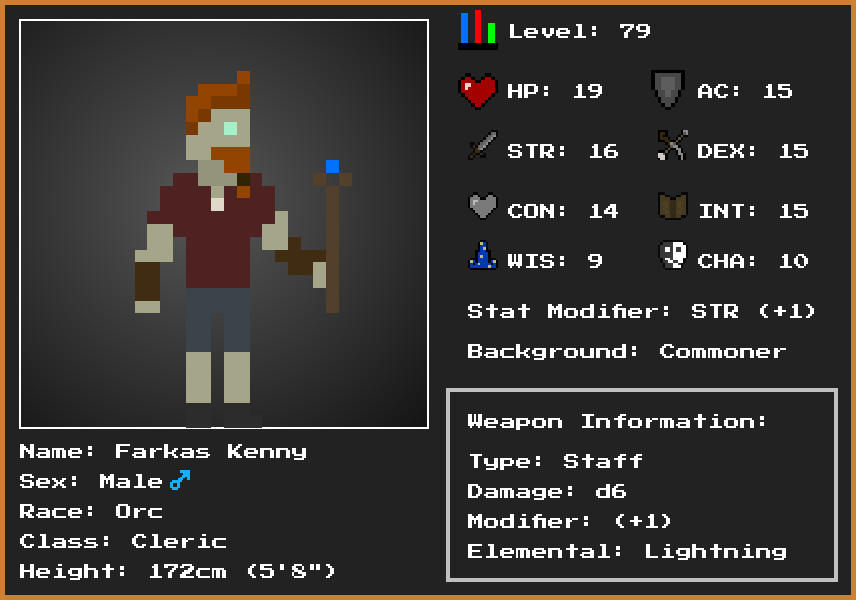 Level: 79
HP: 19
AC: 15
STR: 16
DEX: 15
CON: 14
INT: 15
WIS: 9
CHA: 10
Stat Modifier: STR (+1)
Background: Commoner
Weapon Information:
Type: Staff
Damage: d6
Modifier: (+1)
Elemental: Lightning
Name: Farkas Kenny
Sex: Male♂
Race: Orc
Class: Cleric
Height: 172cm (5'8")